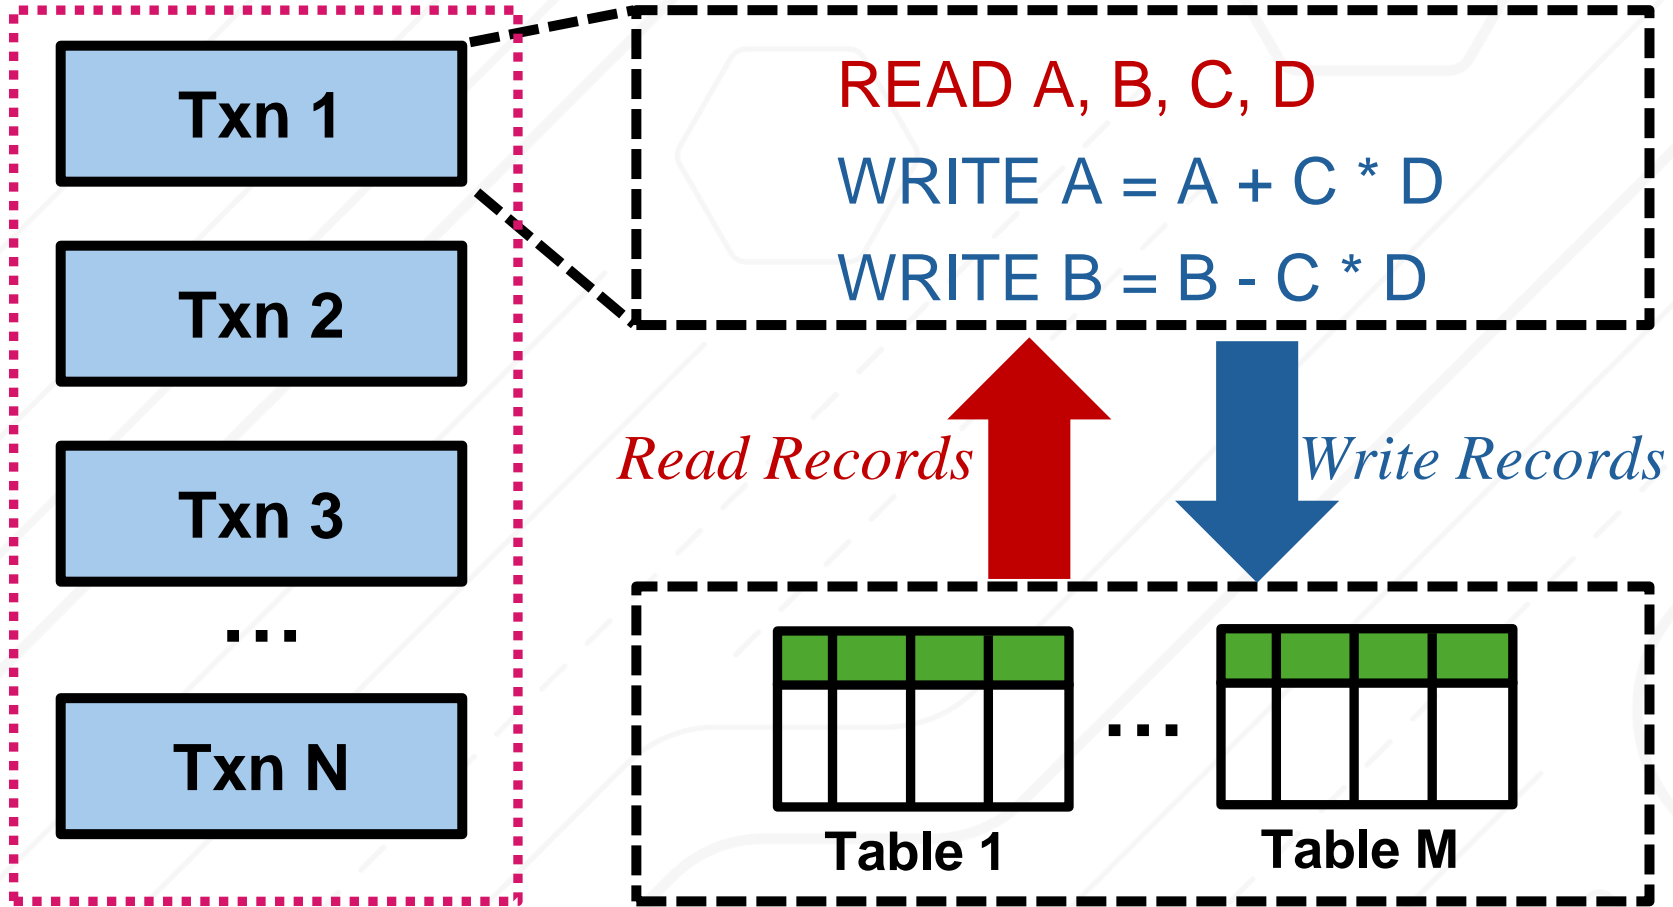 Txn 1
Txn 2
Txn 3
...
Txn N
READ A, B, C, D
WRITE A = A + C * D
WRITE B = B - C * D
Read Records
Write Records
...
Table 1
Table M